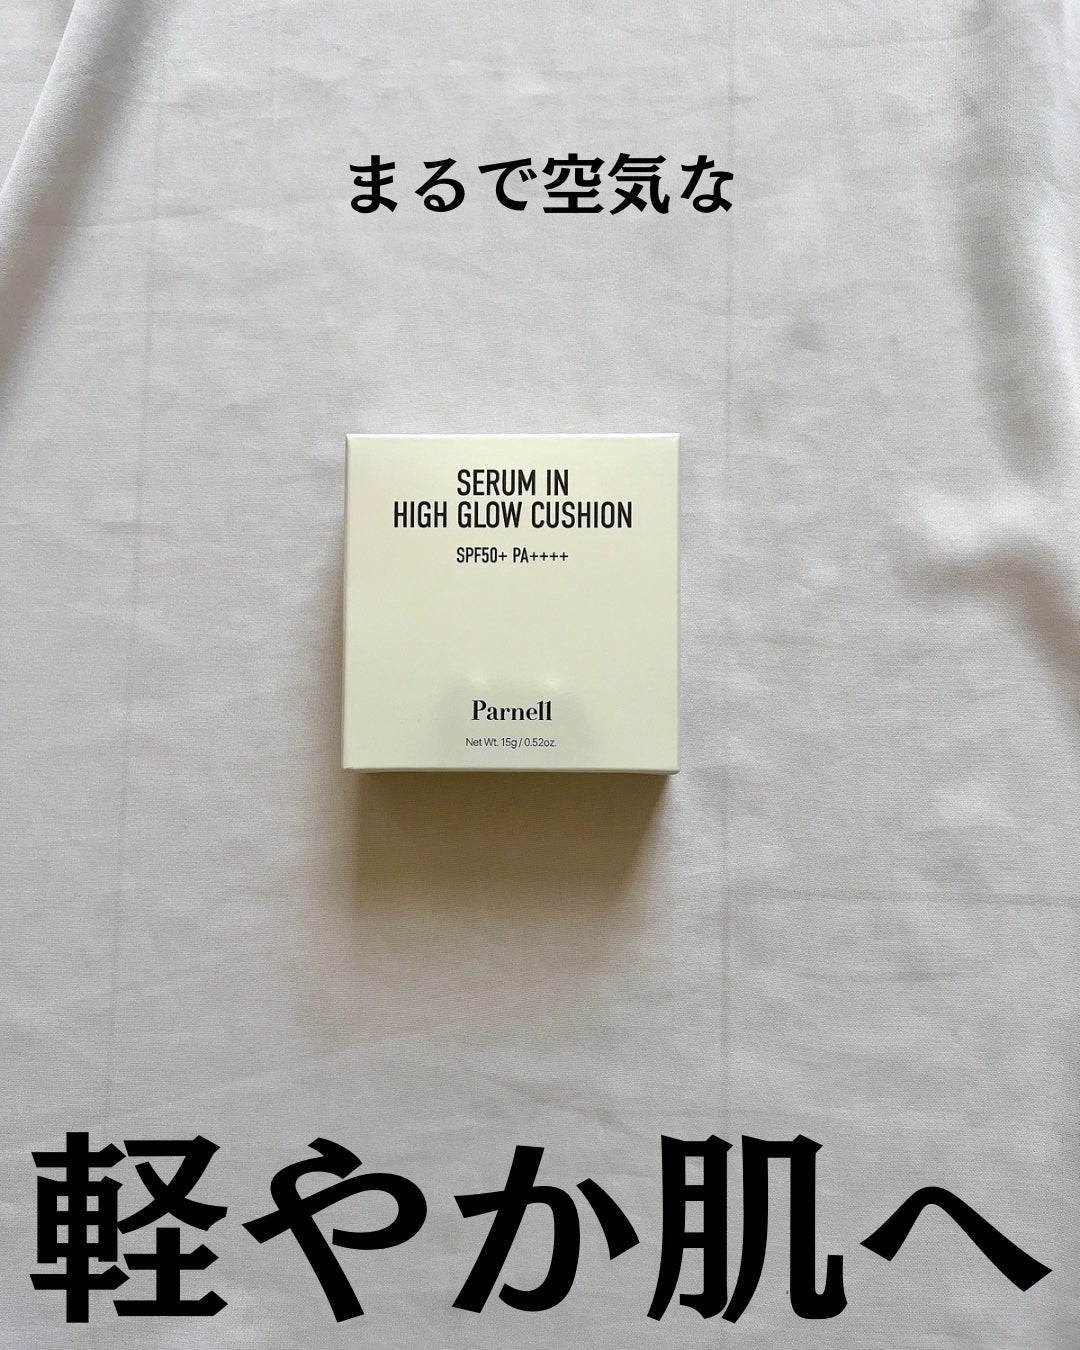 まるで空気な
SERUM IN
HIGH GLOW CUSHION
SPF50+ PA++++
Parnell
Net Wt. 15g / 0.52oz.
軽やか肌へ